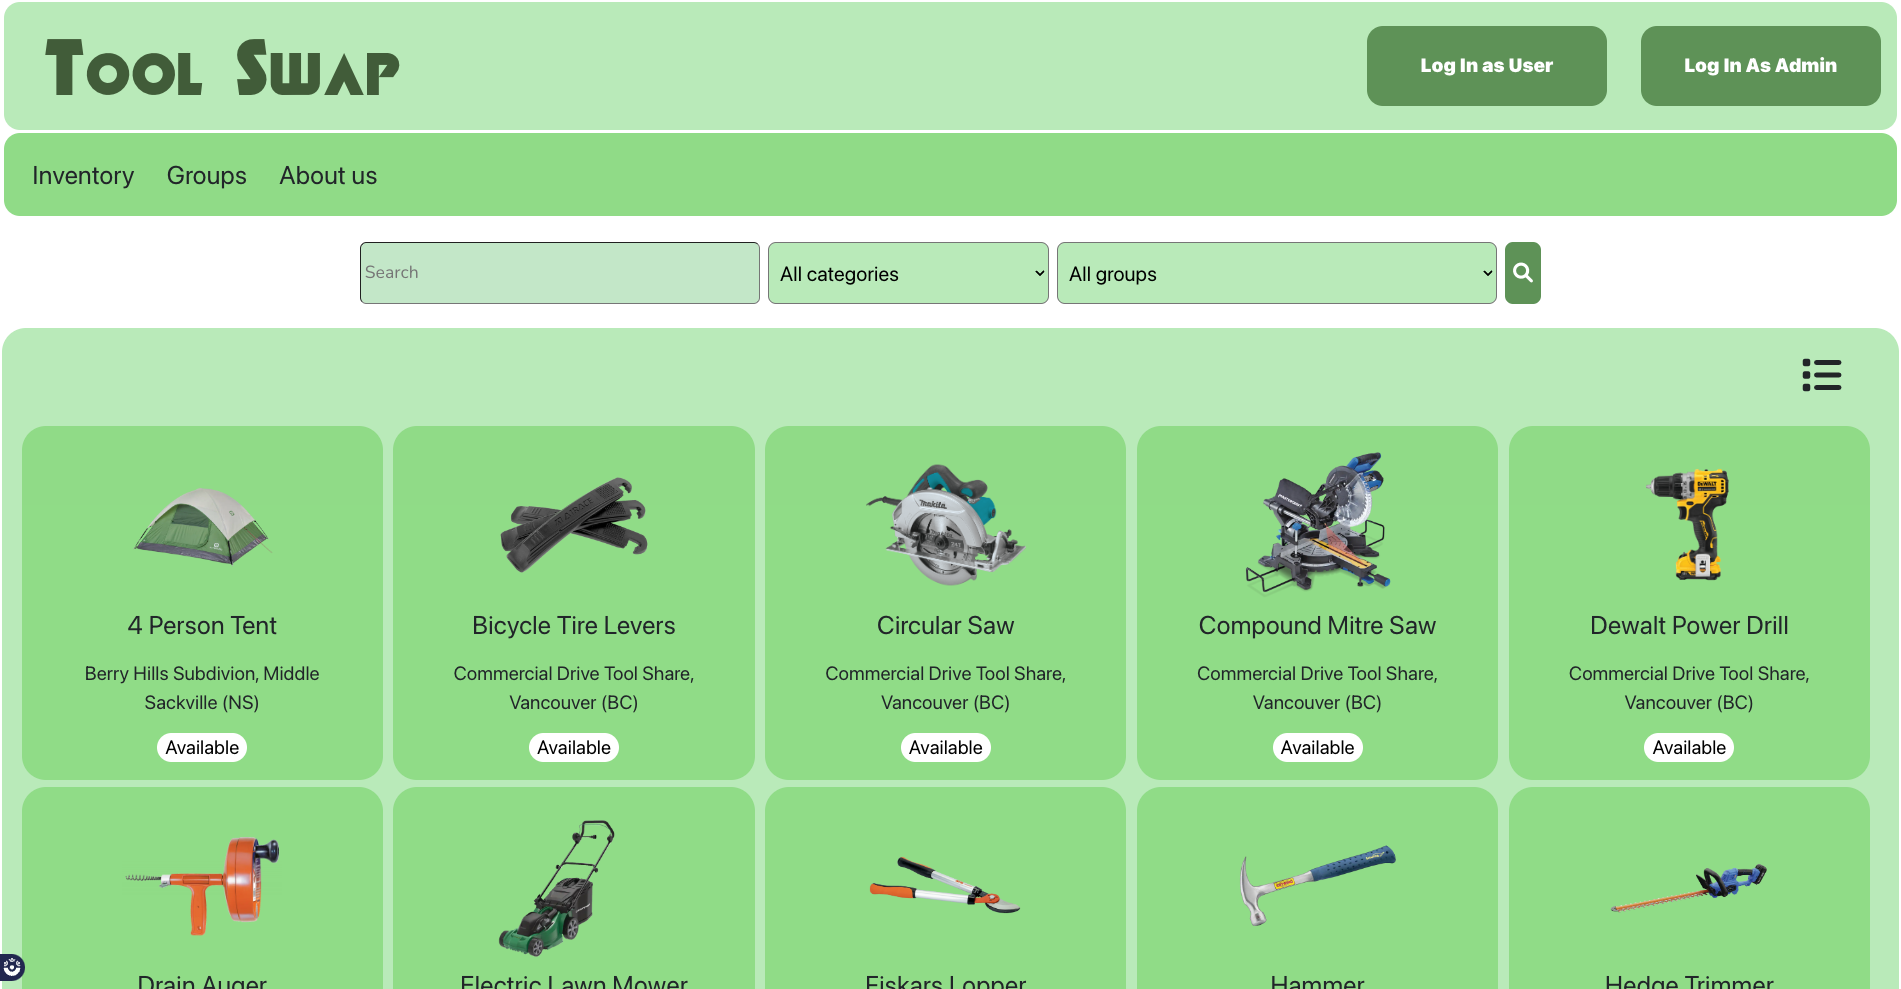 Tool Swap
Log In as User
Log In As Admin
Inventory
Groups
About us
Search
All categories
All groups
makita
DEWALT
4 Person Tent
Berry Hills Subdivion, Middle
Sackville (NS)
Available
Bicycle Tire Levers
Commercial Drive Tool Share,
Vancouver (BC)
Available
Circular Saw
Commercial Drive Tool Share,
Vancouver (BC)
Available
Compound Mitre Saw
Commercial Drive Tool Share,
Vancouver (BC)
Available
Dewalt Power Drill
Commercial Drive Tool Share,
Vancouver (BC)
Available
Drain Auger
Electric Lawn Mower
Fiskars Lopper
Hammer
Hedge Trimmer